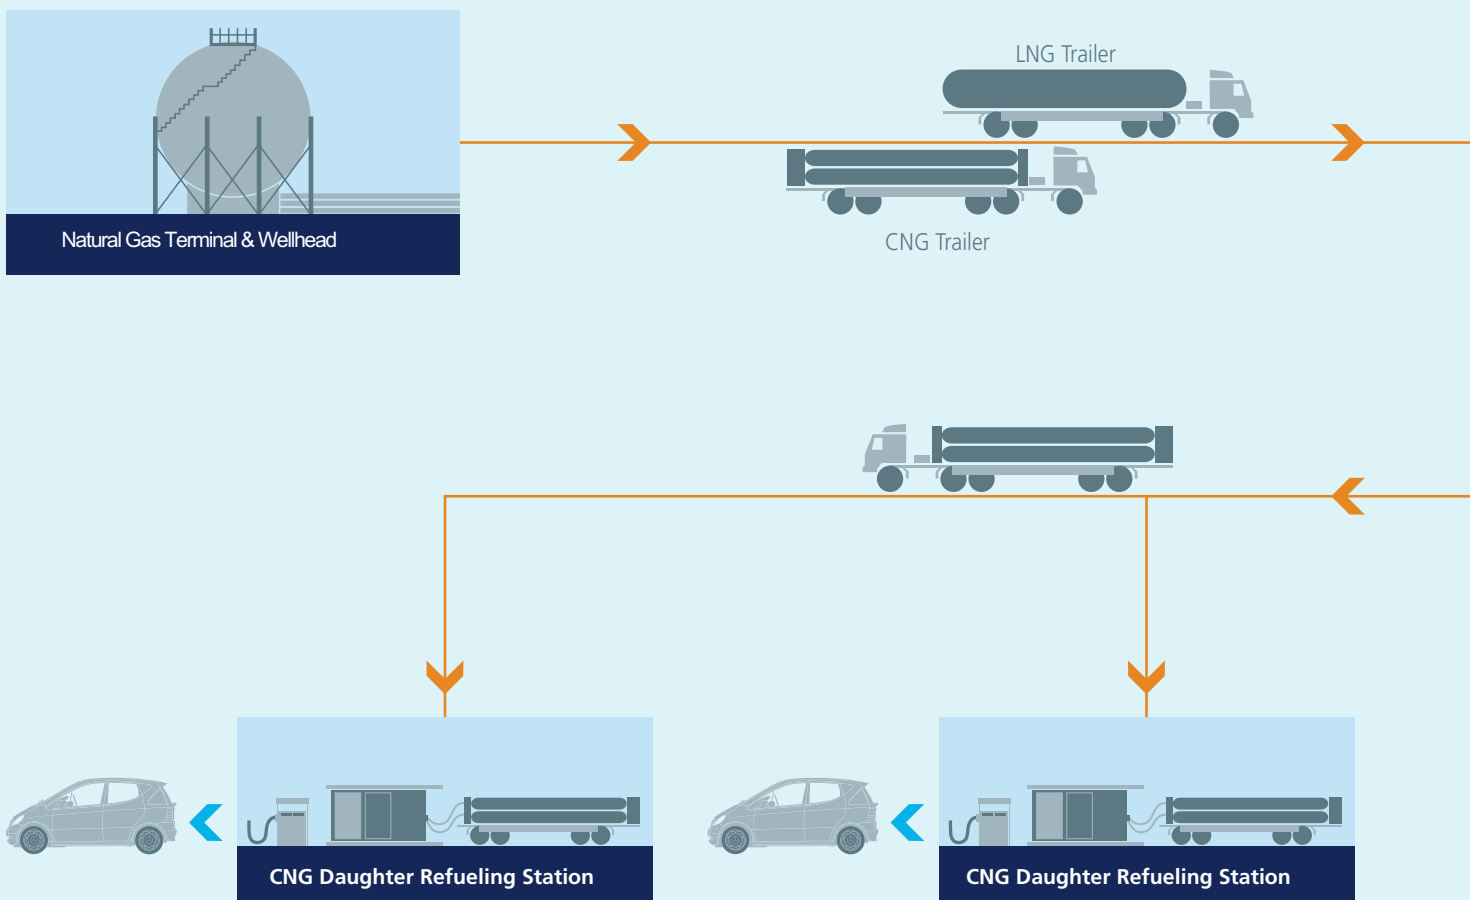 LNG Trailer
Natural Gas Terminal & Wellhead
CNG Trailer
CNG Daughter Refueling Station
CNG Daughter Refueling Station